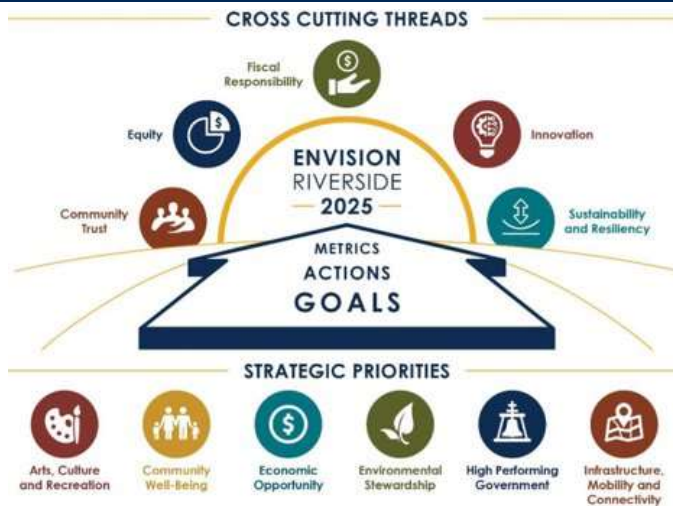 CROSS CUTTING THREADS
Fiscal
Responsibility
$
Equity
$
Innovation
Community
Trust
Sustainability
and Resiliency
ENVISION
RIVERSIDE
2025
METRICS
ACTIONS
GOALS
STRATEGIC PRIORITIES
$
Arts, Culture
and Recreation
Community
Well-Being
Economic
Opportunity
Environmental
Stewardship
High Performing
Government
Infrastructure,
Mobility and
Connectivity